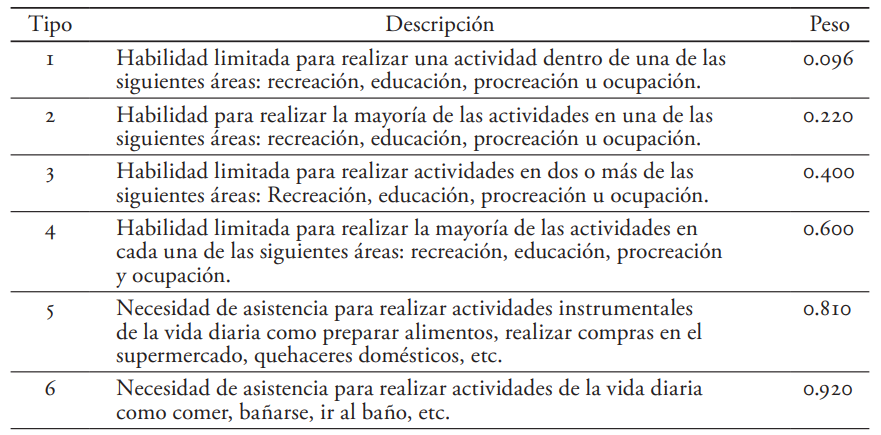 Tipo Descripción Peso
1 Habilidad limitada para realizar una actividad dentro de una de las 0.096
siguientes áreas: recreación, educación, procreación u ocupación.
2 Habilidad para realizar la mayoría de las actividades en una de las 0.220
siguientes áreas: recreación, educación, procreación u ocupación.
3 Habilidad limitada para realizar actividades en dos o más de las 0.400
siguientes áreas: Recreación, educación, procreación u ocupación.
4 Habilidad limitada para realizar la mayoría de las actividades en 0.600
cada una de las siguientes áreas: recreación, educación, procreación
y ocupación.
5 Necesidad de asistencia para realizar actividades instrumentales 0.810
de la vida diaria como preparar alimentos, realizar compras en el
supermercado, quehaceres domésticos, etc.
6 Necesidad de asistencia para realizar actividades de la vida diaria 0.920
como comer, bañarse, ir al baño, etc.